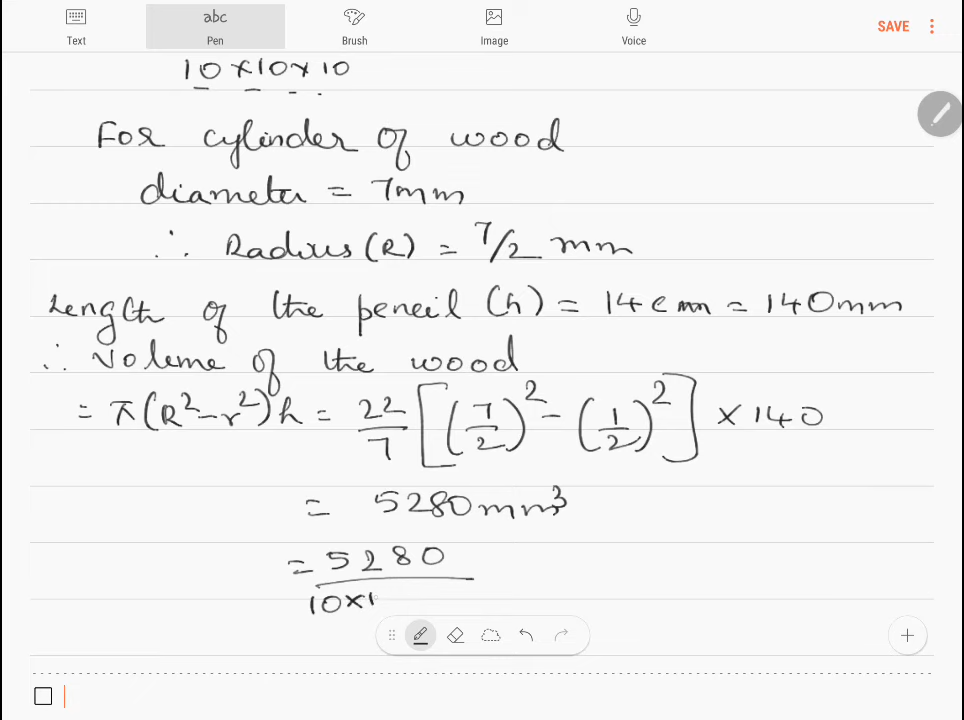 Text
abc
Pen
Brush
Image
Voice
SAVE
10×10×10
For cylinder of wood
diameter = 7mm
∴ Radius (R) = 7/2 mm
Length of the pencil (h) = 14cm = 140mm
∴ Volume of the wood
= π(R²-r²)h = 22/7 [(7/2)² - (1/2)²] × 140
= 5280mm³
= 5280
10×1